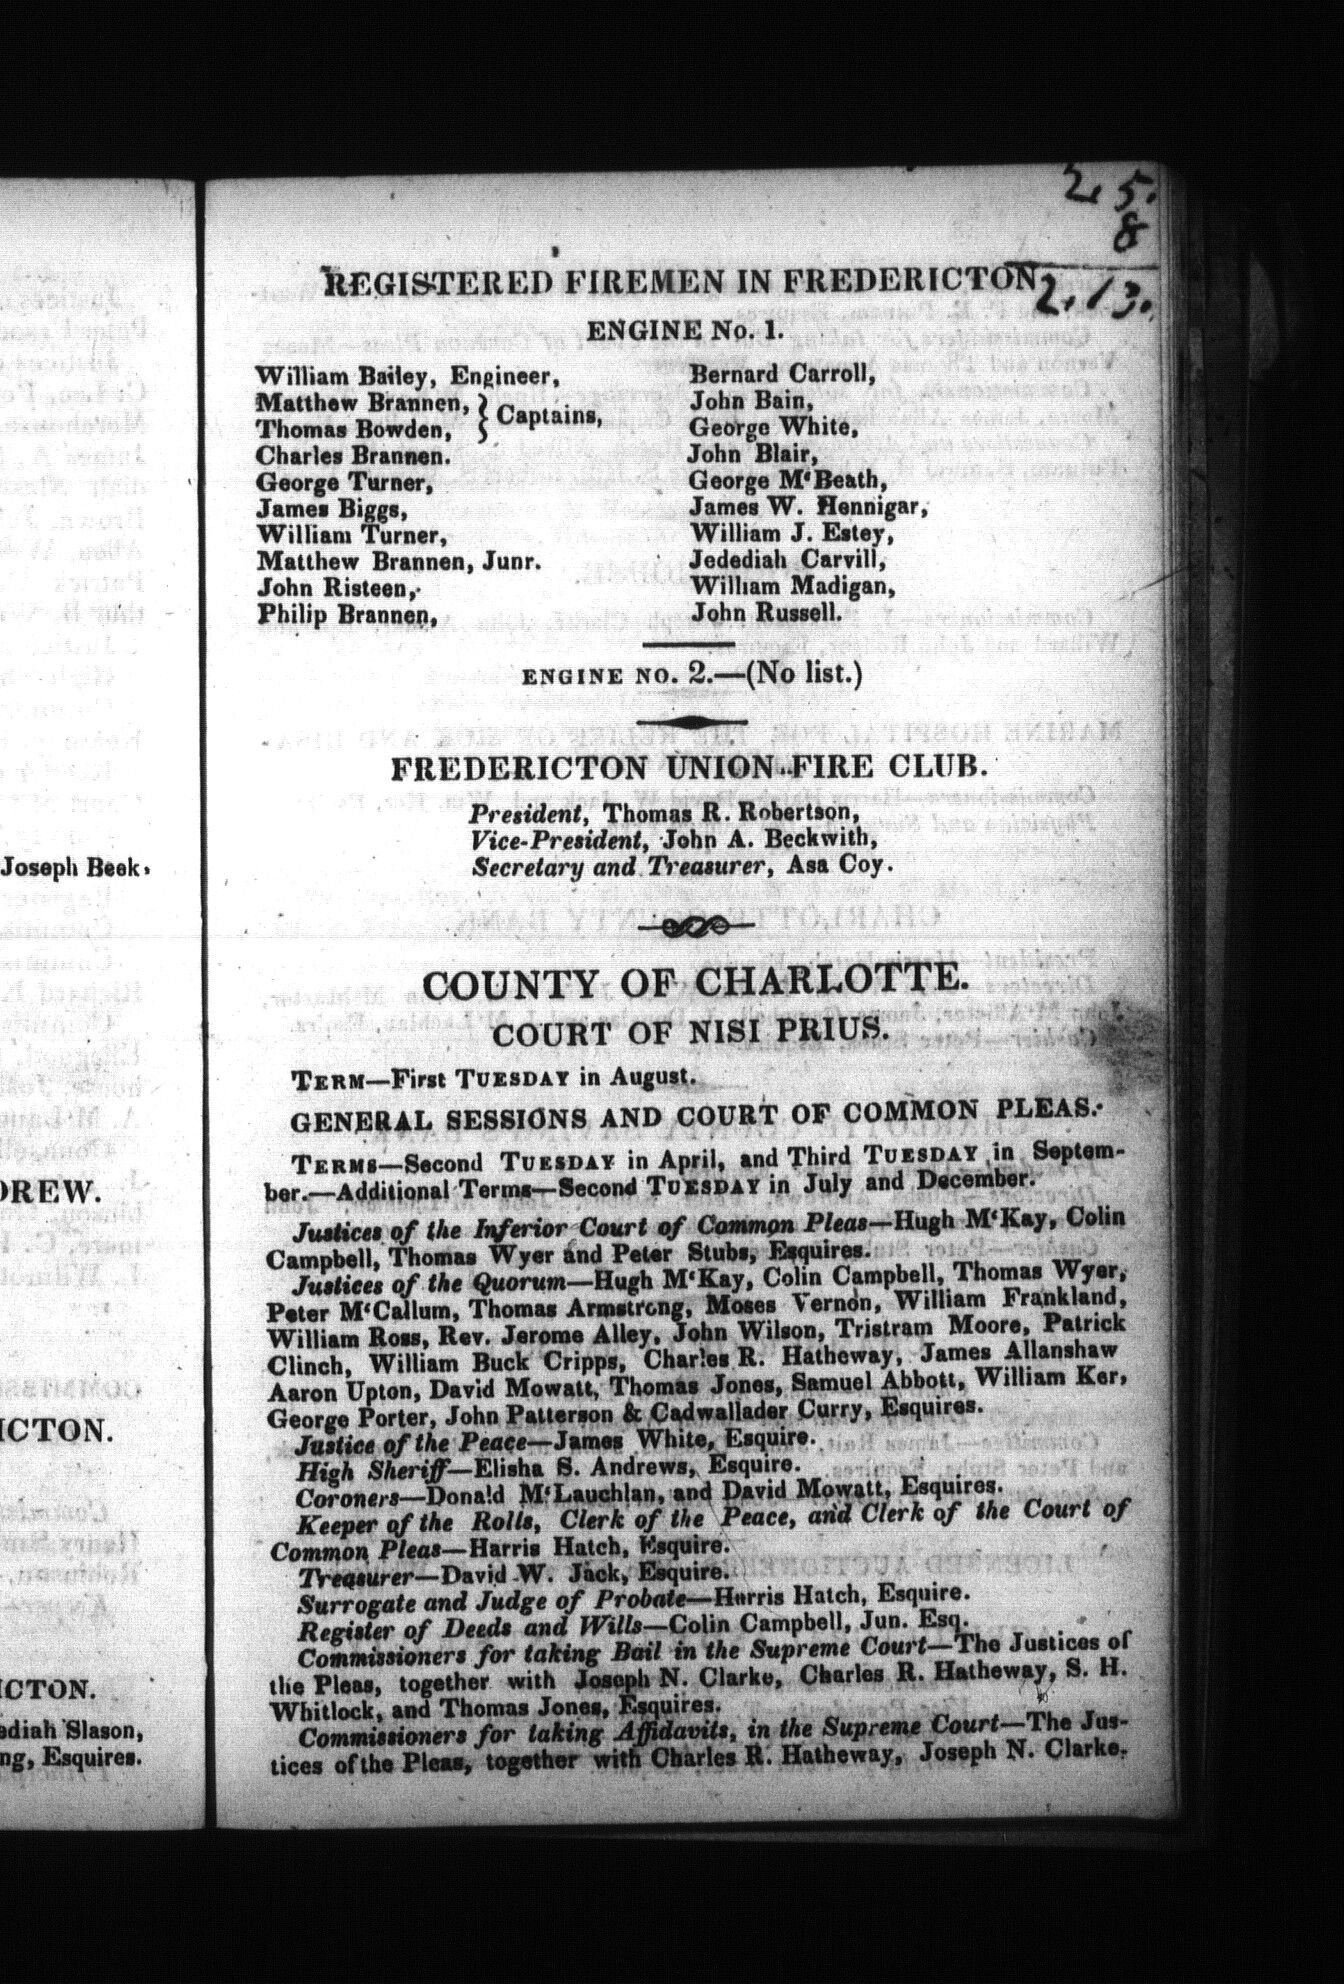 2. 5.
8
2. 13.
REGISTERED FIREMEN IN FREDERICTON
ENGINE No. 1.
William Bailey, Engineer,
Matthew Brannen,
Thomas Bowden,
} Captains,
Charles Brannen.
George Turner,
James Biggs,
William Turner,
Matthew Brannen, Junr.
John Risteen,
Philip Brannen,
Bernard Carroll,
John Bain,
George White,
John Blair,
George M'Beath,
James W. Hennigar,
William J. Estey,
Jedediah Carvill,
William Madigan,
John Russell.
ENGINE NO. 2.—(No list.)
FREDERICTON UNION FIRE CLUB.
President, Thomas R. Robertson,
Vice-President, John A. Beckwith,
Secretary and Treasurer, Asa Coy.
COUNTY OF CHARLOTTE.
COURT OF NISI PRIUS.
TERM—First TUESDAY in August.
GENERAL SESSIONS AND COURT OF COMMON PLEAS.
TERMS—Second TUESDAY in April, and Third TUESDAY in Septem-
ber.—Additional Terms—Second TUESDAY in July and December.
Justices of the Inferior Court of Common Pleas—Hugh M'Kay, Colin
Campbell, Thomas Wyer and Peter Stubs, Esquires.
Justices of the Quorum—Hugh M'Kay, Colin Campbell, Thomas Wyer,
Peter M'Callum, Thomas Armstrong, Moses Vernon, William Frankland,
William Ross, Rev. Jerome Alley, John Wilson, Tristram Moore, Patrick
Clinch, William Buck Cripps, Charles R. Hatheway, James Allanshaw
Aaron Upton, David Mowatt, Thomas Jones, Samuel Abbott, William Ker,
George Porter, John Patterson & Cadwallader Curry, Esquires.
Justice of the Peace—James White, Esquire.
High Sheriff—Elisha S. Andrews, Esquire.
Coroners—Donald M'Lauchlan, and David Mowatt, Esquires.
Keeper of the Rolls, Clerk of the Peace, and Clerk of the Court of
Common Pleas—Harris Hatch, Esquire.
Treasurer—David W. Jack, Esquire.
Surrogate and Judge of Probate—Harris Hatch, Esquire.
Register of Deeds and Wills—Colin Campbell, Jun. Esq.
Commissioners for taking Bail in the Supreme Court—The Justices of
the Pleas, together with Joseph N. Clarke, Charles R. Hatheway, S. H.
Whitlock, and Thomas Jones, Esquires.
Commissioners for taking Affidavits, in the Supreme Court—The Jus-
tices of the Pleas, together with Charles R. Hatheway, Joseph N. Clarke,
Joseph Beek,
DREW.
ICTON.
ICTON.
ediah Slason,
ng, Esquires.